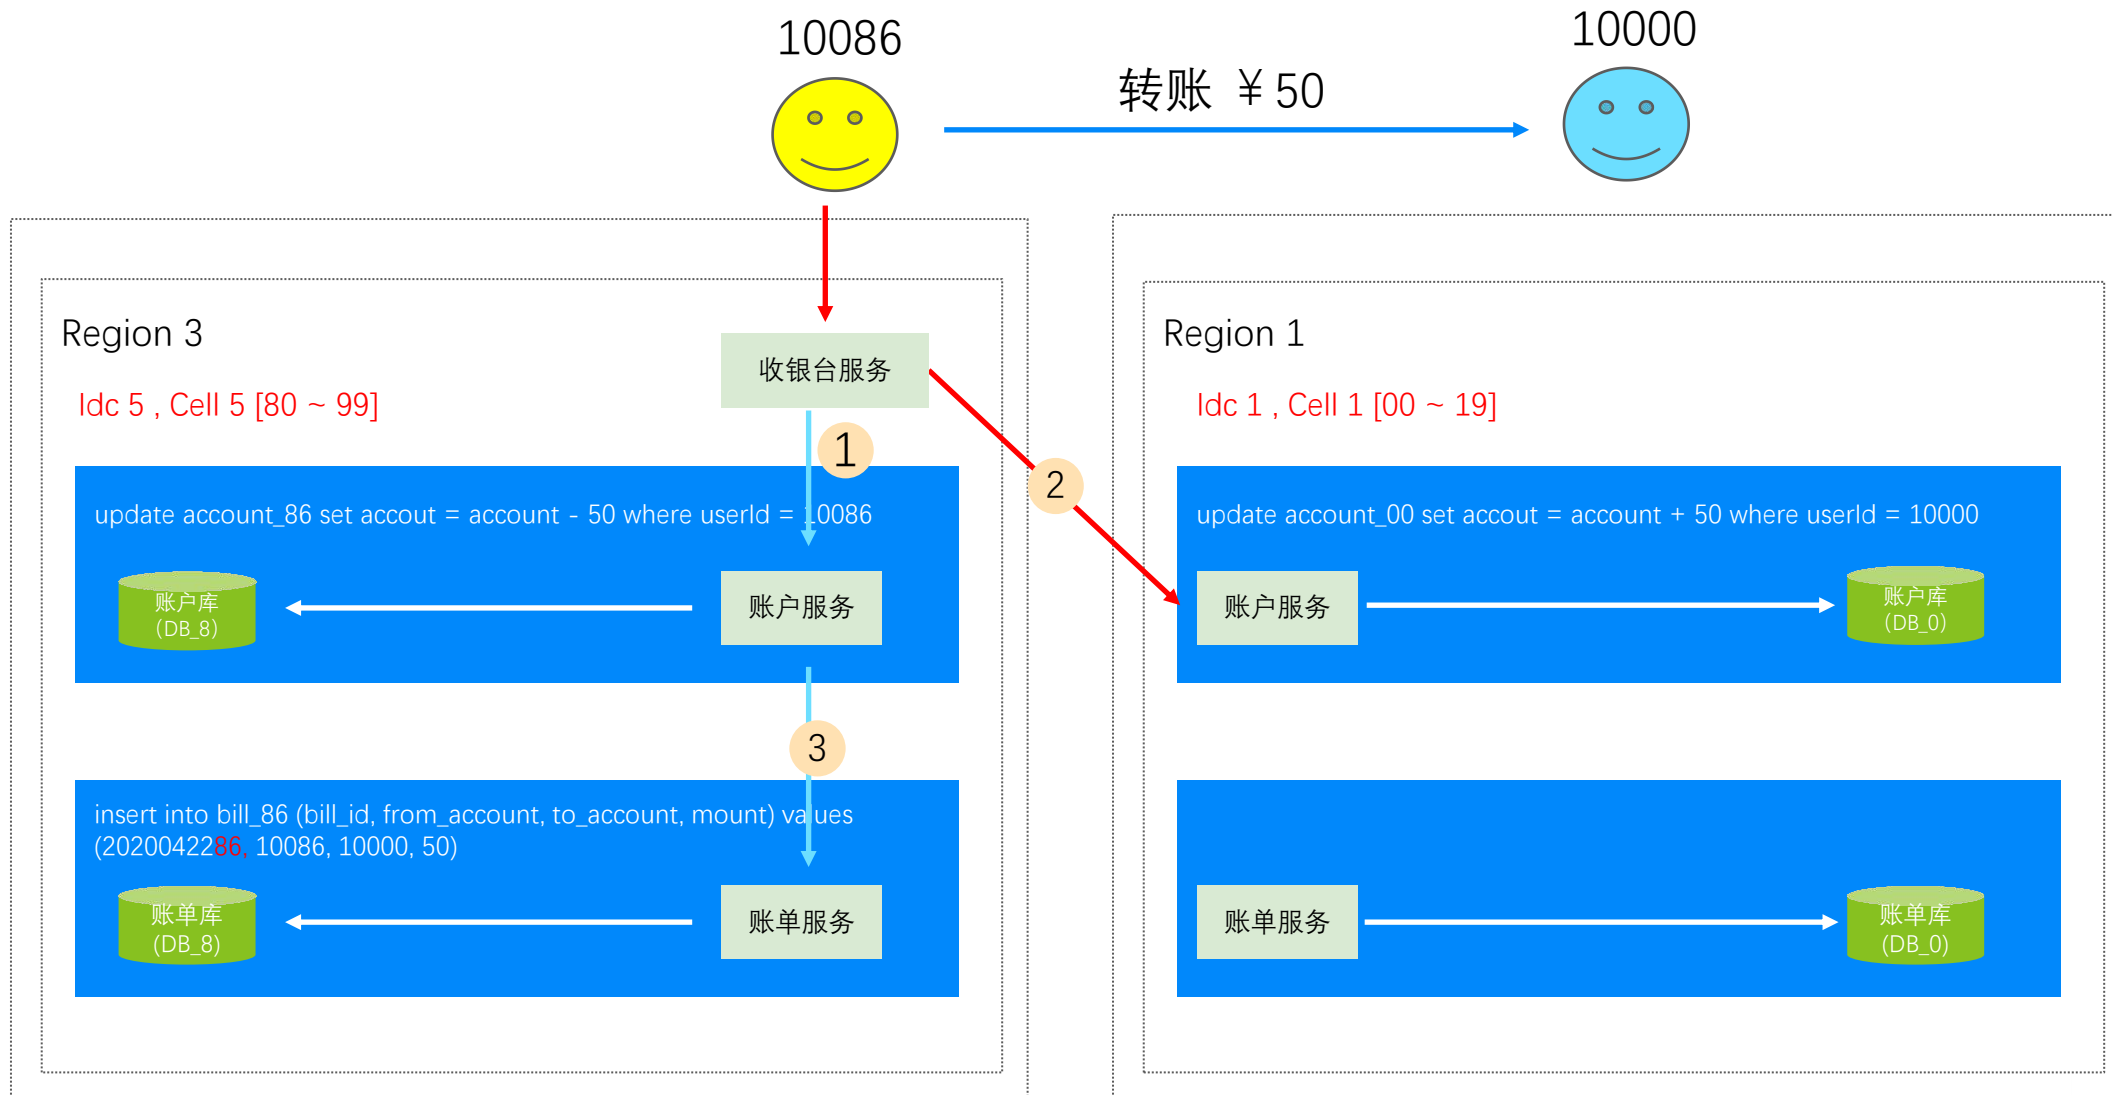 10086
10000
转账 ￥50
Region 3
收银台服务
Idc 5 , Cell 5 [80 ~ 99]
1
update account_86 set accout = account - 50 where userId = 10086
账户库
(DB_8)
账户服务
3
insert into bill_86 (bill_id, from_account, to_account, mount) values
(2020042286, 10086, 10000, 50)
账单库
(DB_8)
账单服务
2
Region 1
Idc 1 , Cell 1 [00 ~ 19]
update account_00 set accout = account + 50 where userId = 10000
账户服务
账户库
(DB_0)
账单服务
账单库
(DB_0)